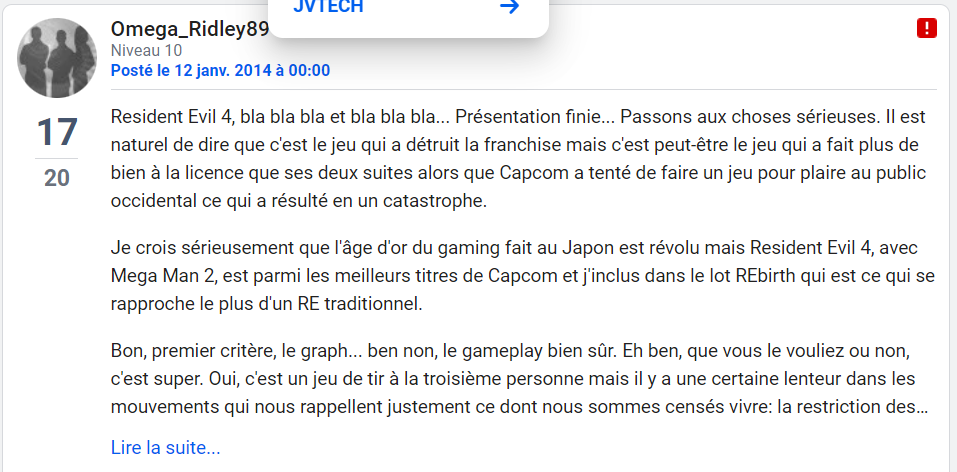 JVTECH
Omega_Ridley89
Niveau 10
Posté le 12 janv. 2014 à 00:00
17
20
Resident Evil 4, bla bla bla et bla bla bla... Présentation finie... Passons aux choses sérieuses. Il est
naturel de dire que c'est le jeu qui a détruit la franchise mais c'est peut-être le jeu qui a fait plus de
bien à la licence que ses deux suites alors que Capcom a tenté de faire un jeu pour plaire au public
occidental ce qui a résulté en un catastrophe.
Je crois sérieusement que l'âge d'or du gaming fait au Japon est révolu mais Resident Evil 4, avec
Mega Man 2, est parmi les meilleurs titres de Capcom et j'inclus dans le lot REbirth qui est ce qui se
rapproche le plus d'un RE traditionnel.
Bon, premier critère, le graph... ben non, le gameplay bien sûr. Eh ben, que vous le vouliez ou non,
c'est super. Oui, c'est un jeu de tir à la troisième personne mais il y a une certaine lenteur dans les
mouvements qui nous rappellent justement ce dont nous sommes censés vivre: la restriction des…
Lire la suite...